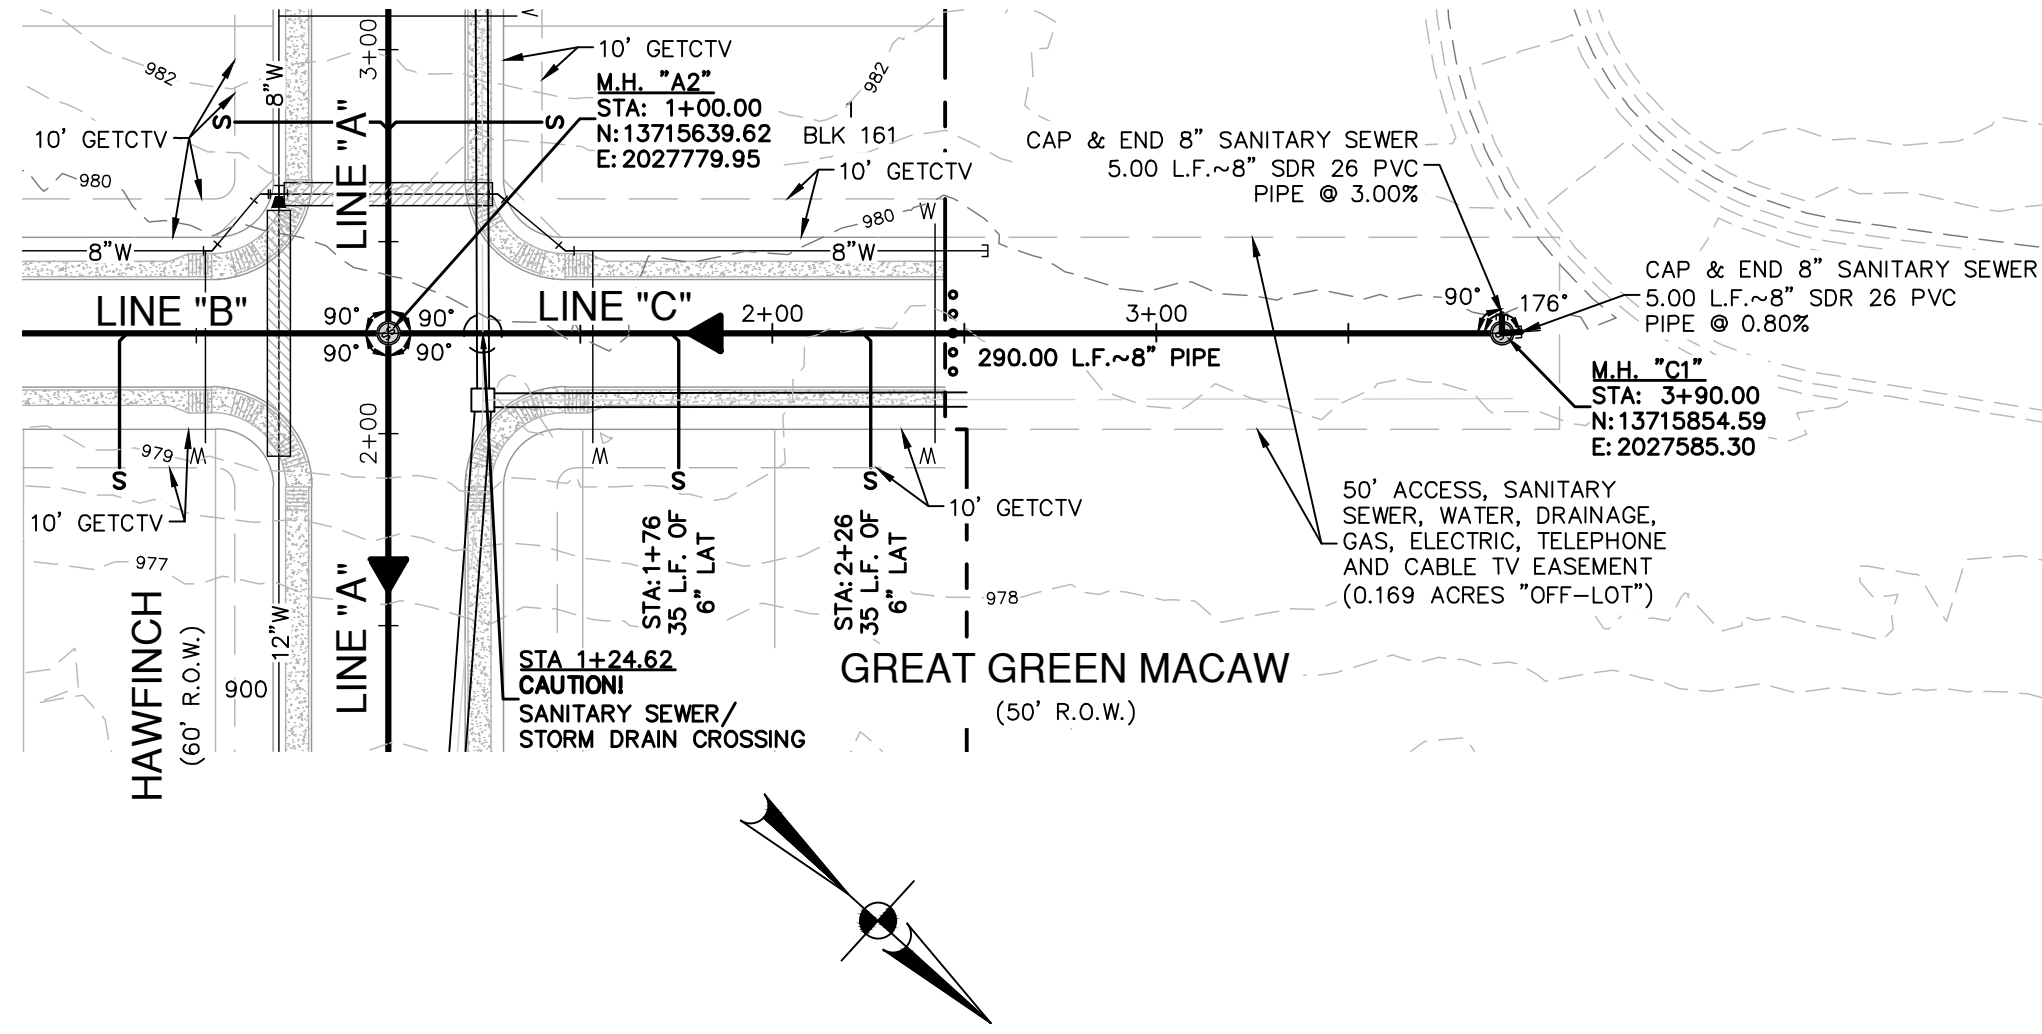 982
8"W
3+00
LINE "A"
10' GETCTV
M.H. "A2"
STA: 1+00.00
N:13715639.62
E:2027779.95
982
BLK 161
10' GETCTV
S
S
10' GETCTV
980
980
W
CAP & END 8" SANITARY SEWER
5.00 L.F.~8" SDR 26 PVC
PIPE @ 3.00%
8"W
8"W
LINE "B"
90°
90°
90°
90°
LINE "C"
2+00
3+00
90°
176°
CAP & END 8" SANITARY SEWER
5.00 L.F.~8" SDR 26 PVC
PIPE @ 0.80%
290.00 L.F.~8" PIPE
M.H. "C1"
STA: 3+90.00
N:13715854.59
E:2027585.30
2+00
979
W
W
W
S
S
S
10' GETCTV
10' GETCTV
STA:1+76
35 L.F. OF
6" LAT
STA:2+26
35 L.F. OF
6" LAT
50' ACCESS, SANITARY
SEWER, WATER, DRAINAGE,
GAS, ELECTRIC, TELEPHONE
AND CABLE TV EASEMENT
(0.169 ACRES "OFF-LOT")
977
978
LINE "A"
12"W
HAWFINCH
(60' R.O.W.)
900
STA 1+24.62
CAUTION!
SANITARY SEWER/
STORM DRAIN CROSSING
GREAT GREEN MACAW
(50' R.O.W.)